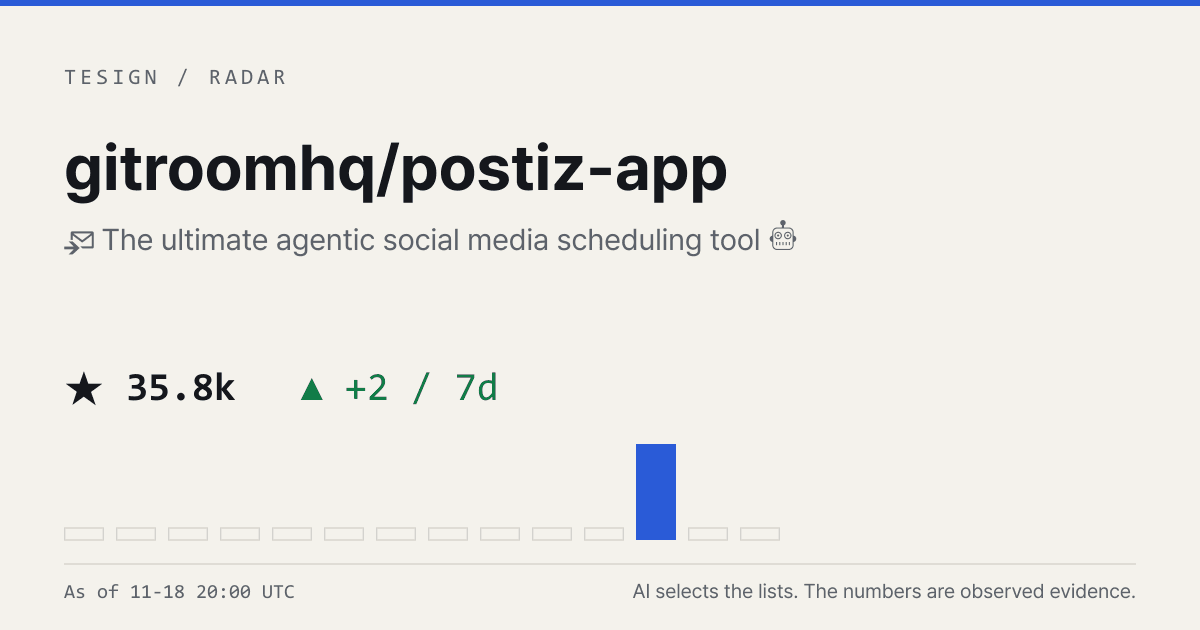 TESIGN / RADAR
gitroomhq/postiz-app
📨 The ultimate agentic social media scheduling tool 🤖
★ 35.8k ▲ +2 / 7d
As of 11-18 20:00 UTC
AI selects the lists. The numbers are observed evidence.